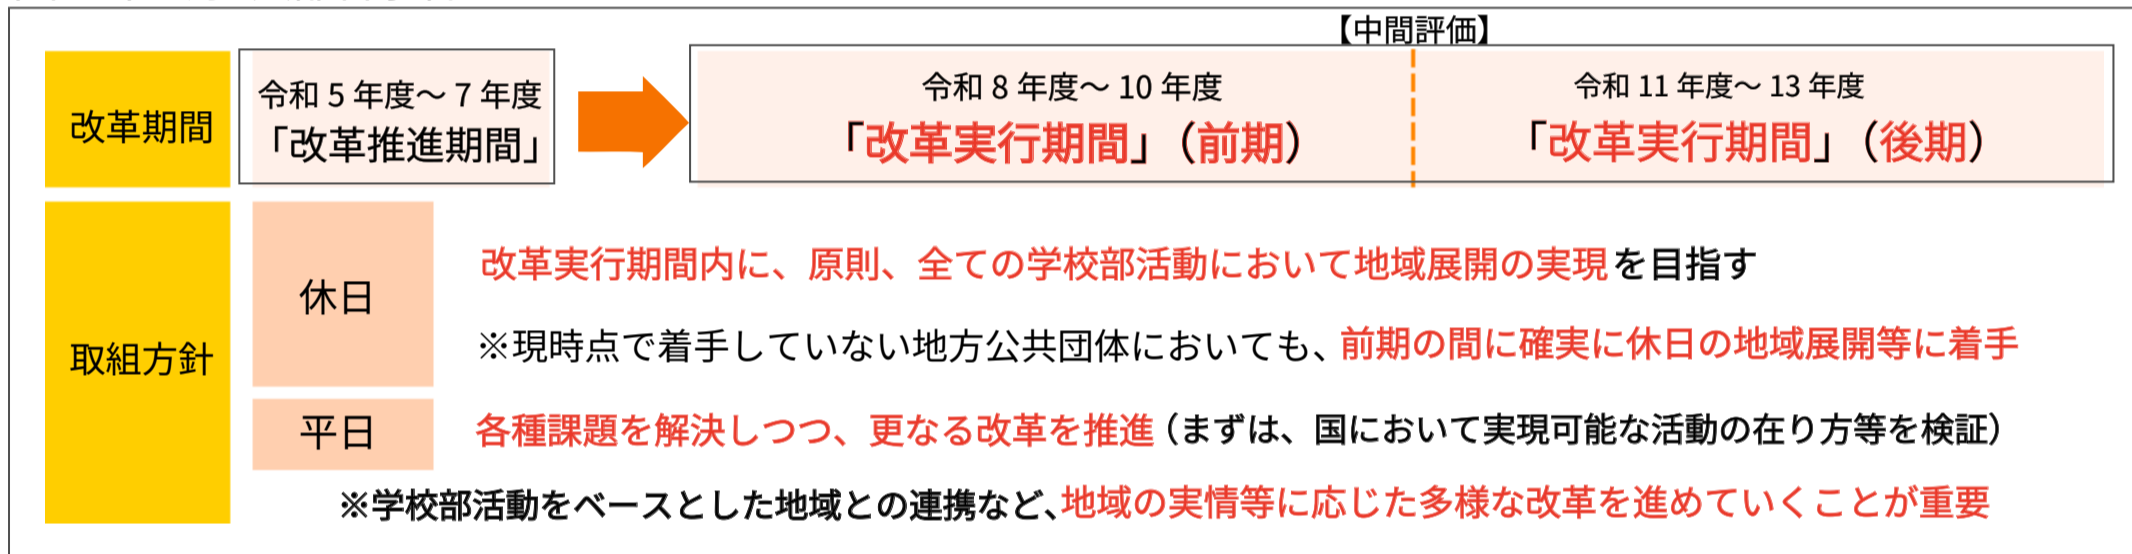 【中間評価】
改革期間
令和 5 年度～ 7 年度
「改革推進期間」
令和 8 年度～ 10 年度
「改革実行期間」（前期）
令和 11 年度～ 13 年度
「改革実行期間」（後期）
取組方針
休日
改革実行期間内に、原則、全ての学校部活動において地域展開の実現を目指す
※現時点で着手していない地方公共団体においても、前期の間に確実に休日の地域展開等に着手
平日
各種課題を解決しつつ、更なる改革を推進（まずは、国において実現可能な活動の在り方等を検証）
※学校部活動をベースとした地域との連携など、地域の実情等に応じた多様な改革を進めていくことが重要